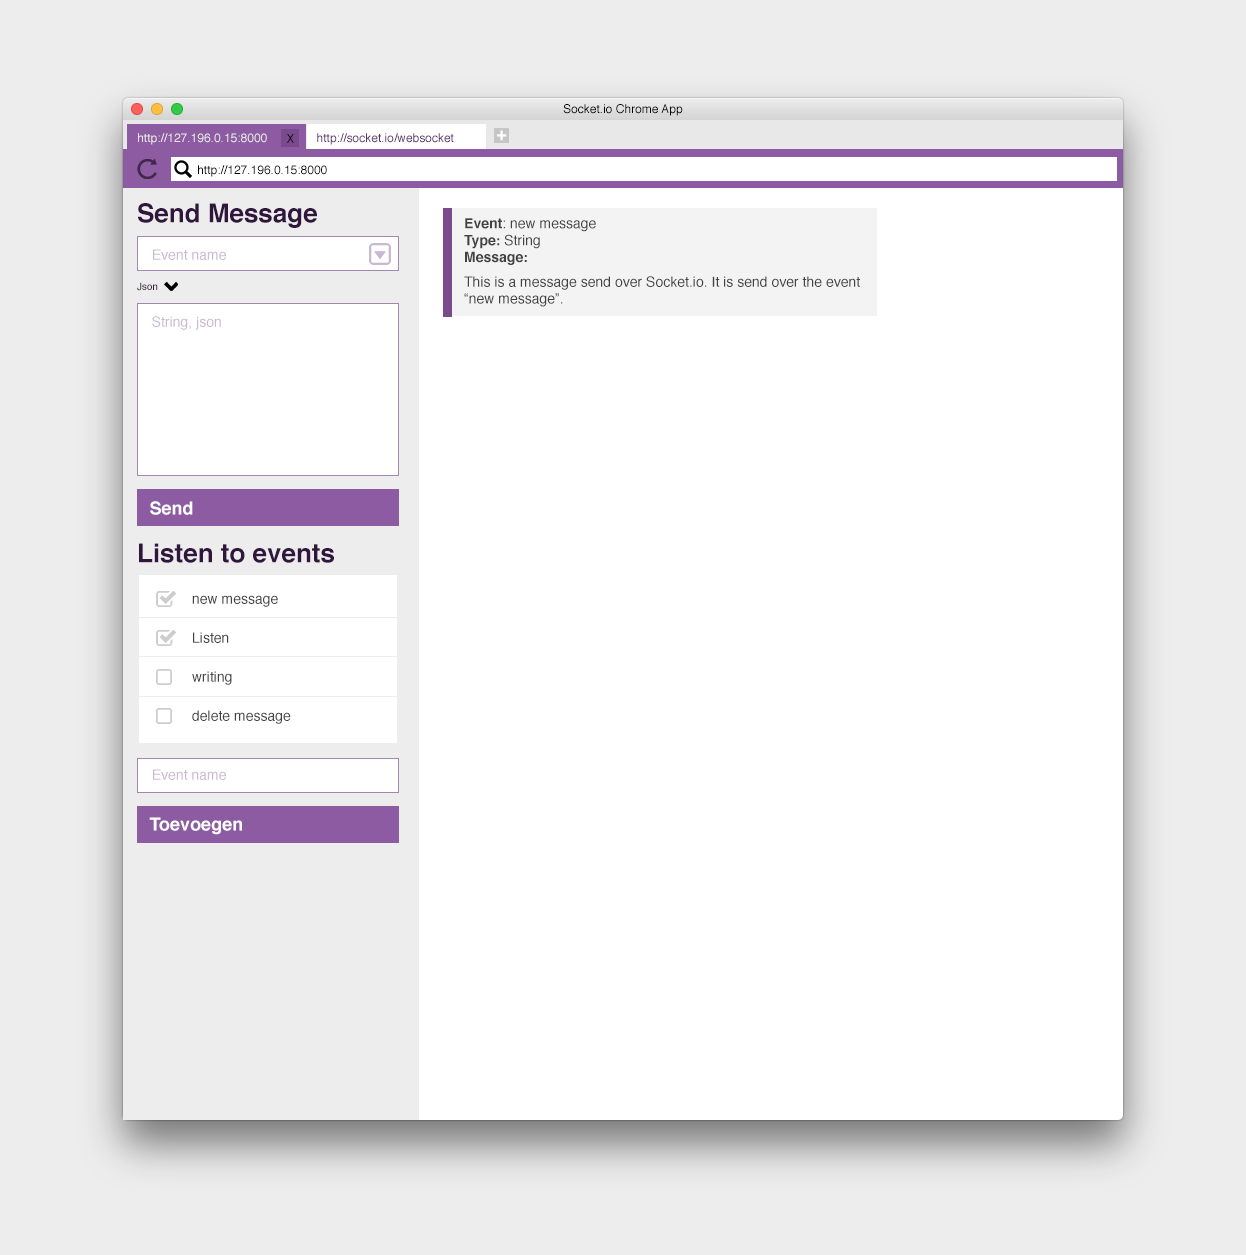 Socket.io Chrome App
http://127.196.0.15:8000 X http://socket.io/websocket
http://127.196.0.15:8000
Send Message
Event name
Json
String, json
Send
Listen to events
new message
Listen
writing
delete message
Event name
Toevoegen
Event: new message
Type: String
Message:
This is a message send over Socket.io. It is send over the event
“new message”.